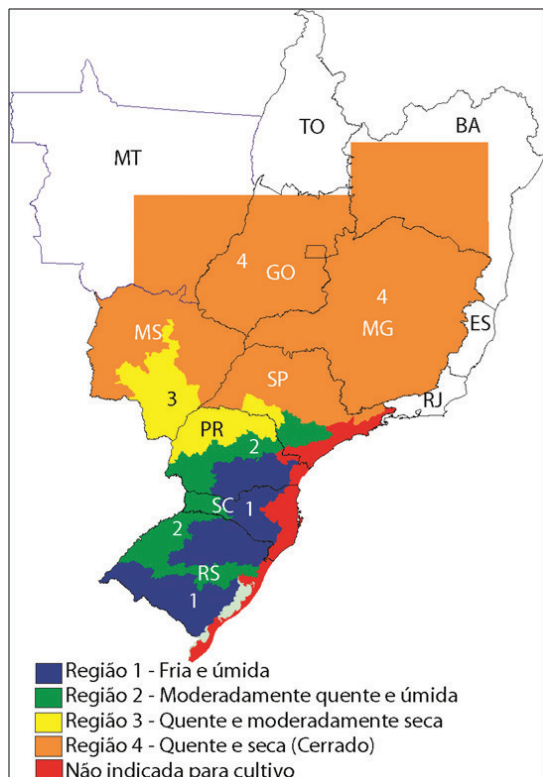 TO
BA
MT
4
GO
4
MG
MS
ES
SP
RJ
3
PR
2
SC
1
2
RS
1
Região 1 - Fria e úmida
Região 2 - Moderadamente quente e úmida
Região 3 - Quente e moderadamente seca
Região 4 - Quente e seca (Cerrado)
Não indicada para cultivo